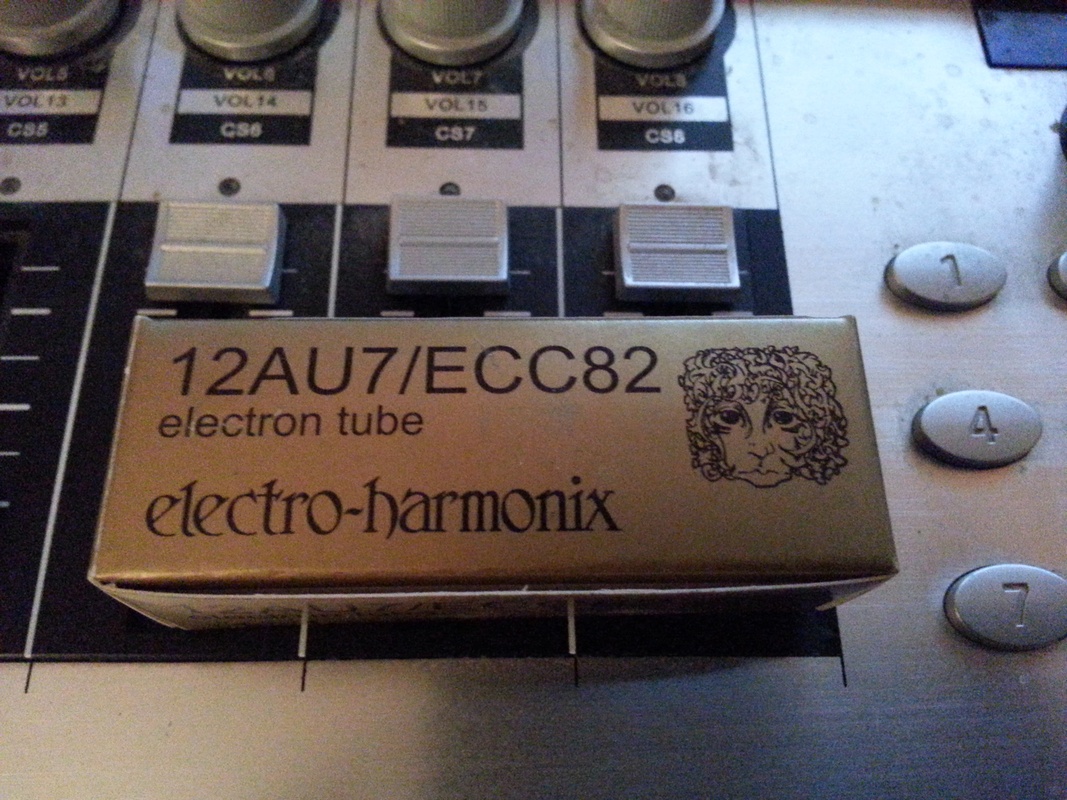 VOL5 VOL6 VOL7 VOL8
VOL13 VOL14 VOL15 VOL16
CS5 CS6 CS7 CS8
1
12AU7/ECC82
electron tube
4
electro-harmonix
7